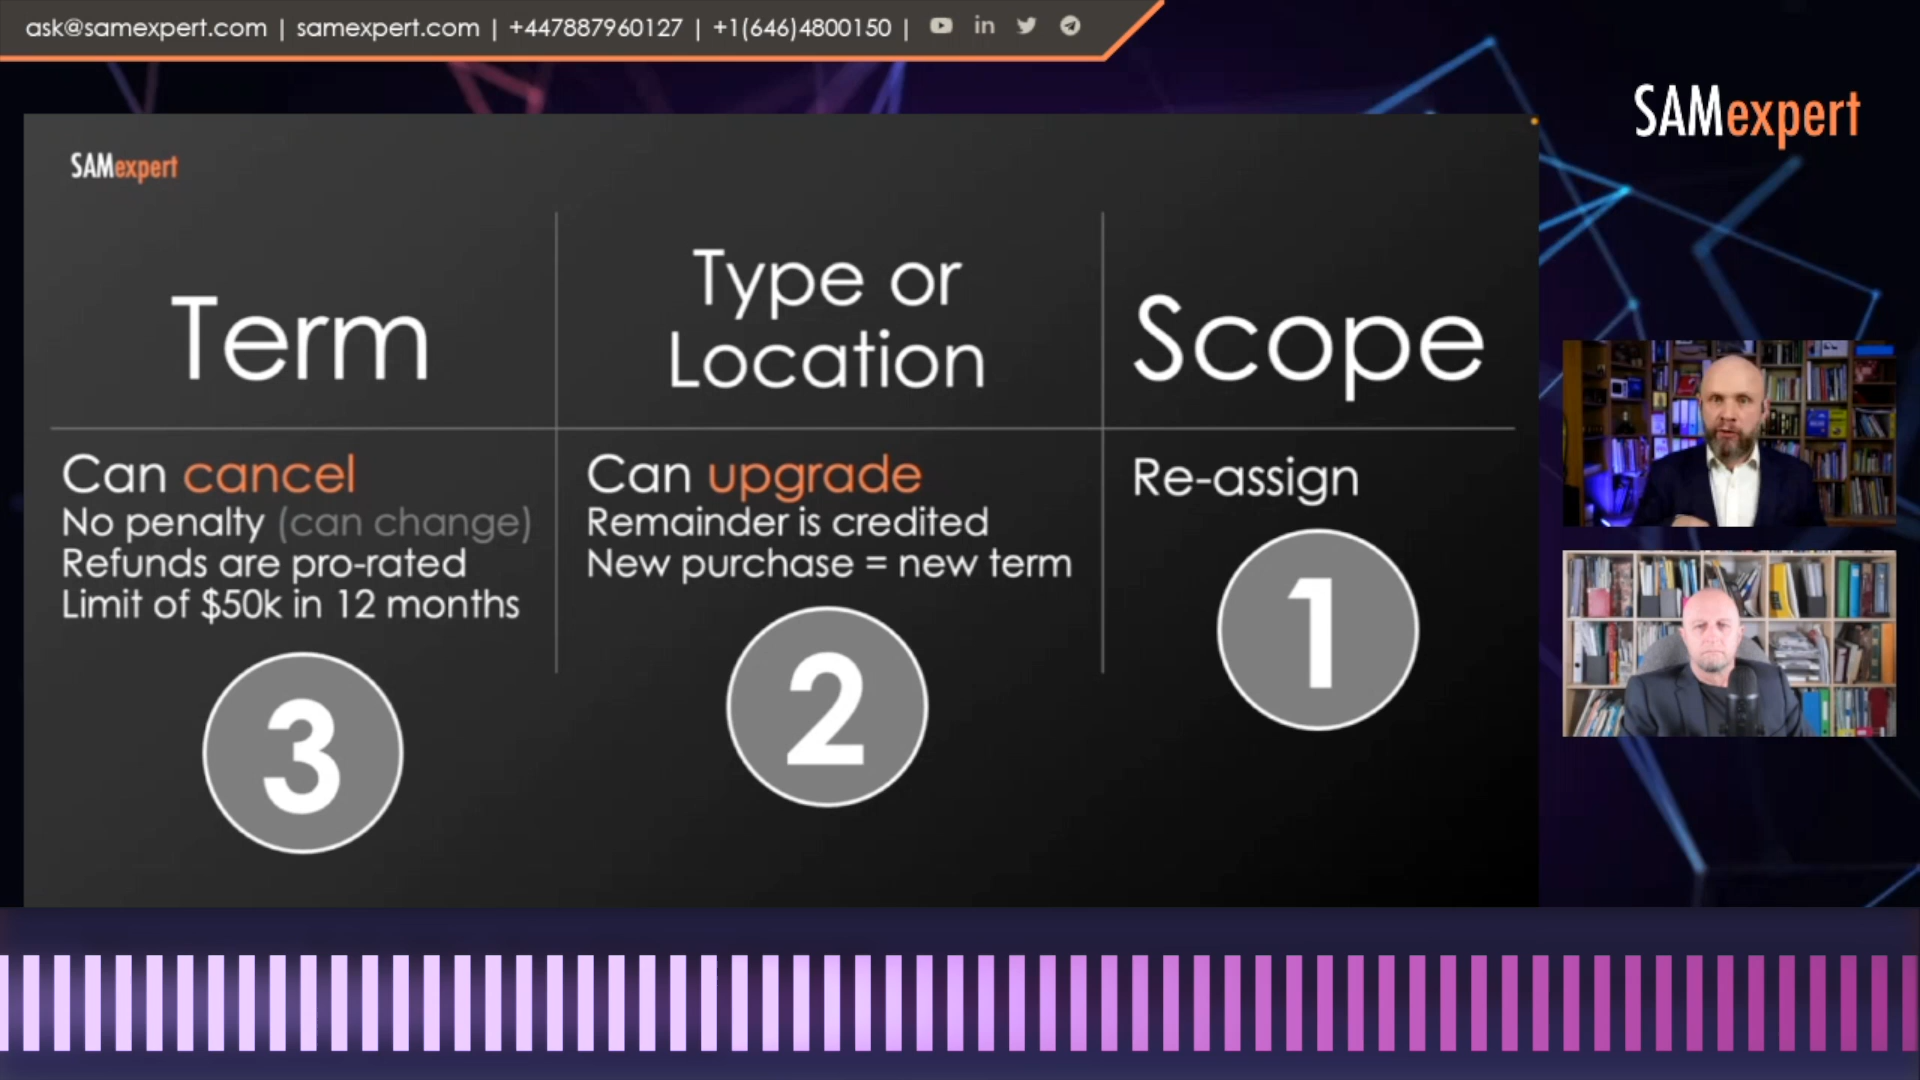 ask@samexpert.com | samexpert.com | +447887960127 | +1(646)4800150 |
SAMexpert
SAMexpert
Term
Can cancel
No penalty (can change)
Refunds are pro-rated
Limit of $50k in 12 months
3
Type or
Location
Can upgrade
Remainder is credited
New purchase = new term
2
Scope
Re-assign
1